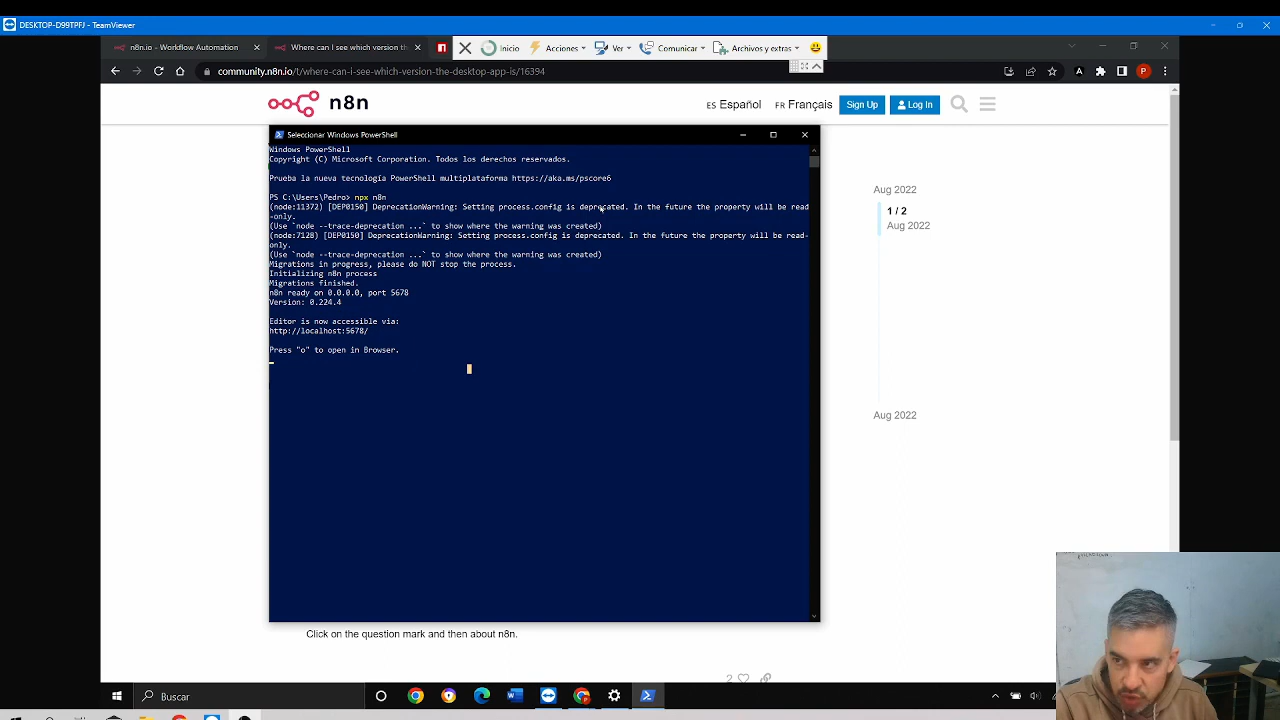 DESKTOP-D99TPFJ - TeamViewer
n8n.io - Workflow Automation
Where can I see which version th
Inicio
Acciones
Ver
Comunicar
Archivos y extras
community.n8n.io/t/where-can-i-see-which-version-the-desktop-app-is/16394
n8n
ES Español
FR Français
Sign Up
Log In
Seleccionar Windows PowerShell
Windows PowerShell
Copyright (C) Microsoft Corporation. Todos los derechos reservados.
Prueba la nueva tecnología PowerShell multiplataforma https://aka.ms/pscore6
PS C:\Users\Pedro> npx n8n
(node:11372) [DEP0150] DeprecationWarning: Setting process.config is deprecated. In the future the property will be read
-only.
(Use `node --trace-deprecation ...` to show where the warning was created)
(node:7128) [DEP0150] DeprecationWarning: Setting process.config is deprecated. In the future the property will be read-
only.
(Use `node --trace-deprecation ...` to show where the warning was created)
Migrations in progress, please do NOT stop the process.
Initializing n8n process
Migrations finished.
n8n ready on 0.0.0.0, port 5678
Version: 0.224.4
Editor is now accessible via:
http://localhost:5678/
Press "o" to open in Browser.
Aug 2022
1 / 2
Aug 2022
Aug 2022
Click on the question mark and then about n8n.
2
Buscar